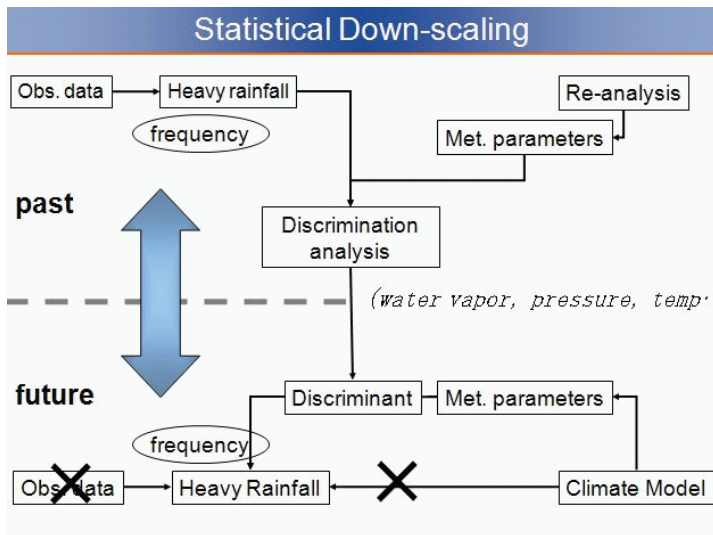 Statistical Down-scaling
Obs. data
Heavy rainfall
Re-analysis
frequency
Met. parameters
past
Discrimination
analysis
(water vapor, pressure, temp.
future
Discriminant
Met. parameters
frequency
Obs. data
Heavy Rainfall
Climate Model